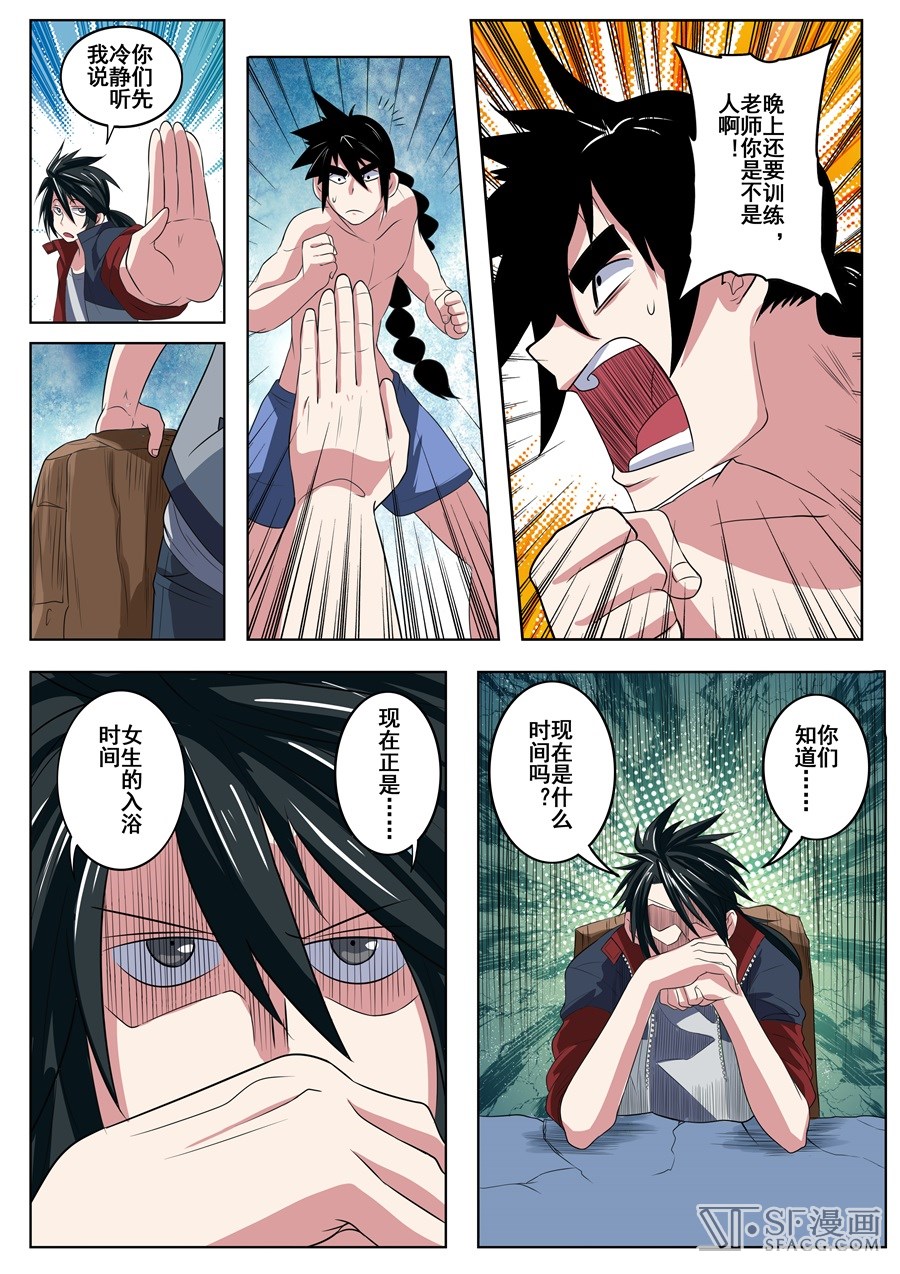 晚上还要训练，
老师你是不是
人啊！
你们先
冷静听
我说
你们
知道……
现在是什么
时间吗？
现在正是……
女生的入浴
时间
SF漫画
SFACG.COM